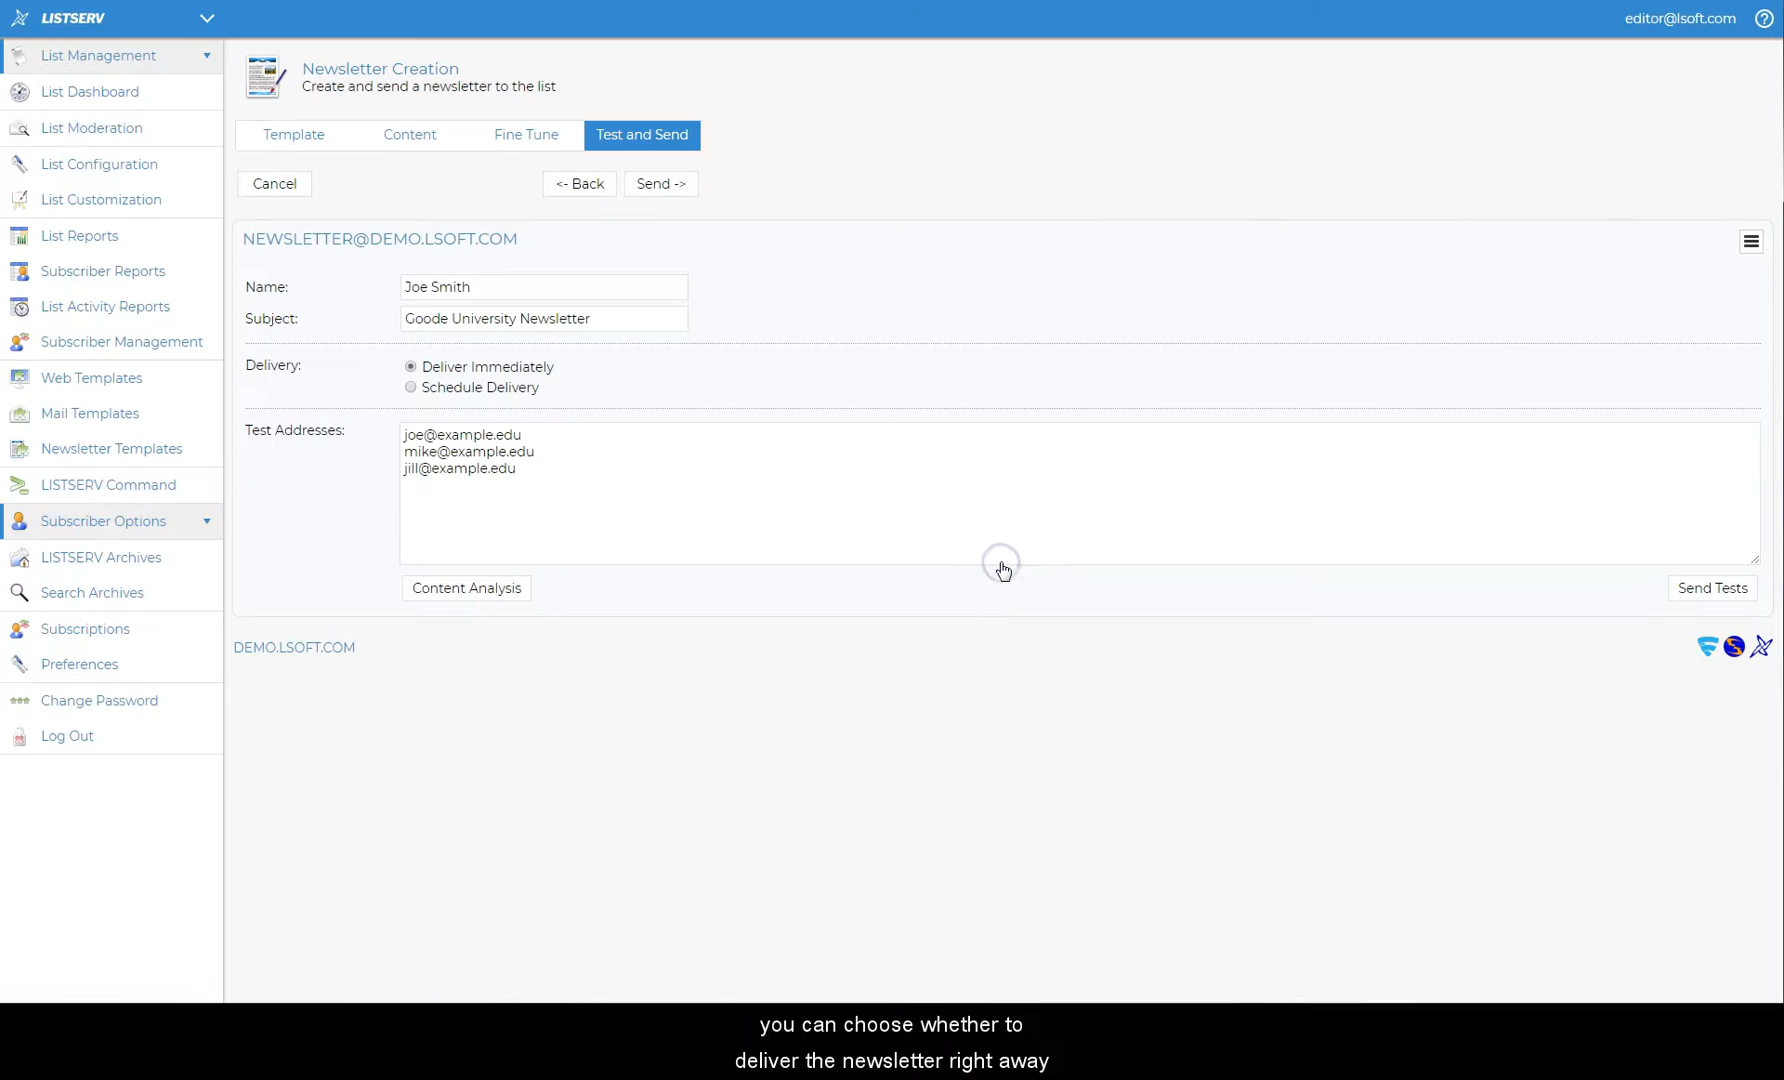 LISTSERV
editor@lsoft.com
List Management
List Dashboard
List Moderation
List Configuration
List Customization
List Reports
Subscriber Reports
List Activity Reports
Subscriber Management
Web Templates
Mail Templates
Newsletter Templates
LISTSERV Command
Subscriber Options
LISTSERV Archives
Search Archives
Subscriptions
Preferences
Change Password
Log Out
Newsletter Creation
Create and send a newsletter to the list
Template Content Fine Tune Test and Send
Cancel <- Back Send ->
NEWSLETTER@DEMO.LSOFT.COM
Name: Joe Smith
Subject: Goode University Newsletter
Delivery: Deliver Immediately
Schedule Delivery
Test Addresses: joe@example.edu
mike@example.edu
jill@example.edu
Content Analysis Send Tests
DEMO.LSOFT.COM
you can choose whether to
deliver the newsletter right away